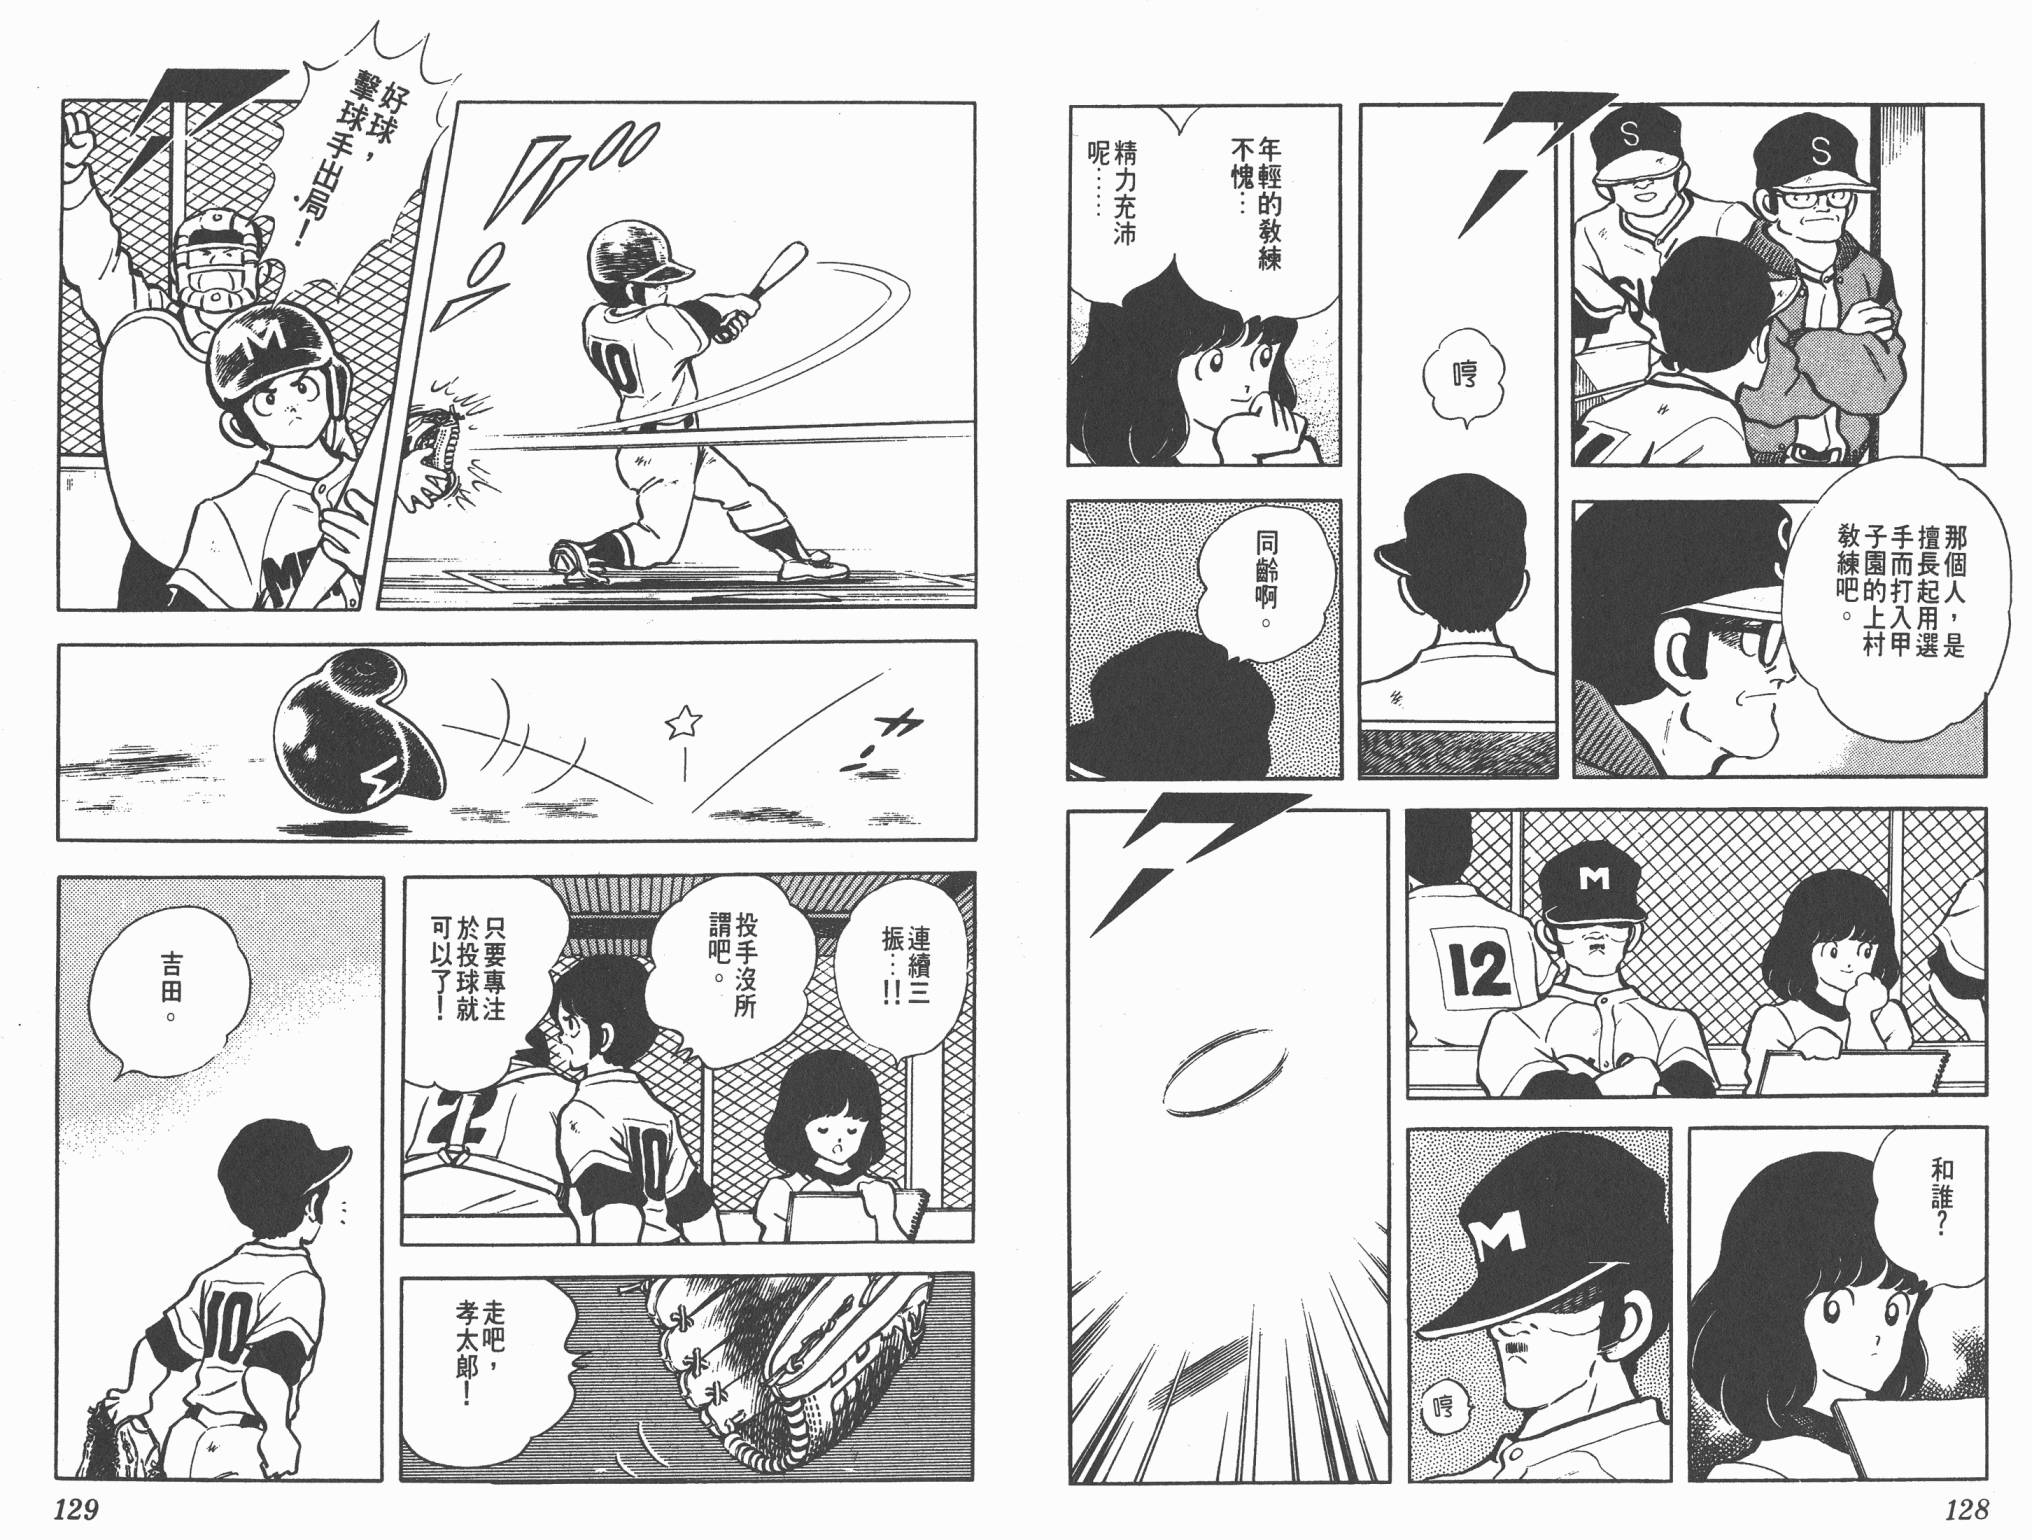 那個人，是
擅長起用選
手而打入甲
子園的上村
教練吧。
哼
年輕的教練
不愧…
精力充沛
呢……
同齡啊。
12
M
和誰？
M
哼
S
S
128
10
好球，
擊球手出局！
M
M
連續三
振…!!
投手沒所
謂吧。
只要專注
於投球就
可以了！
10
2
走吧，
孝太郎！
吉田。
10
129